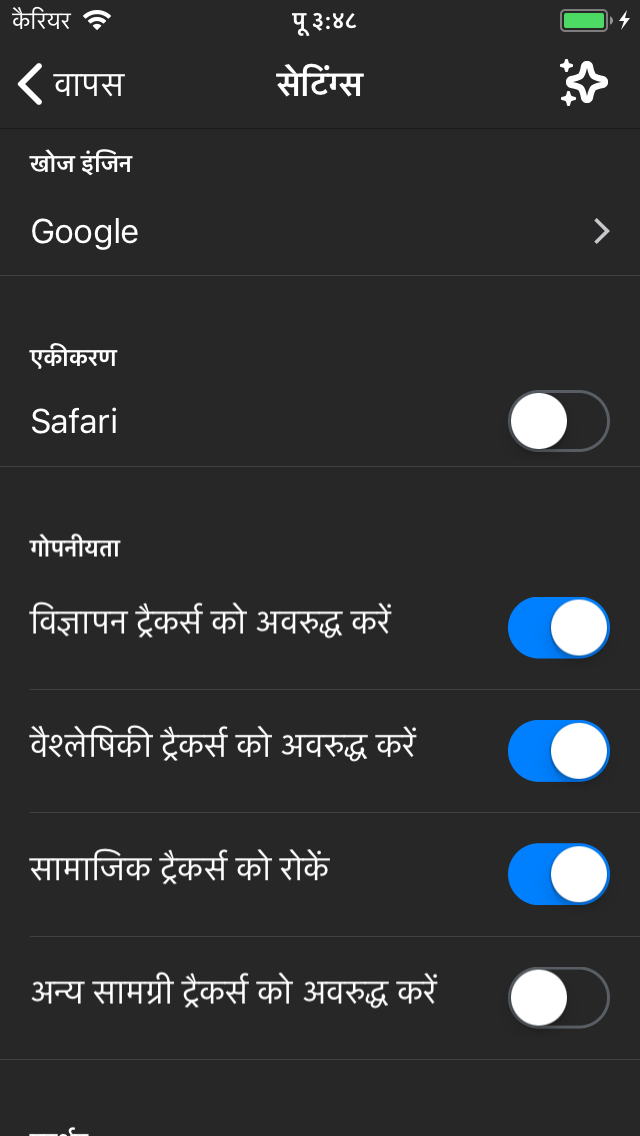 कैरियर पू ३:४८
वापस सेटिंग्स
खोज इंजिन
Google
एकीकरण
Safari
गोपनीयता
विज्ञापन ट्रैकर्स को अवरुद्ध करें
वैश्लेषिकी ट्रैकर्स को अवरुद्ध करें
सामाजिक ट्रैकर्स को रोकें
अन्य सामग्री ट्रैकर्स को अवरुद्ध करें